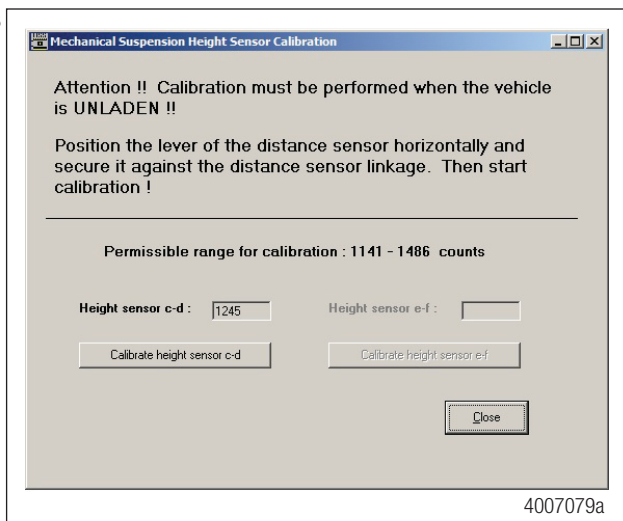 Mechanical Suspension Height Sensor Calibration
Attention !! Calibration must be performed when the vehicle
is UNLADEN !!
Position the lever of the distance sensor horizontally and
secure it against the distance sensor linkage. Then start
calibration !
Permissible range for calibration : 1141 - 1486 counts
Height sensor c-d : 1245 Height sensor e-f :
Calibrate height sensor c-d Calibrate height sensor e-f
Close
4007079a